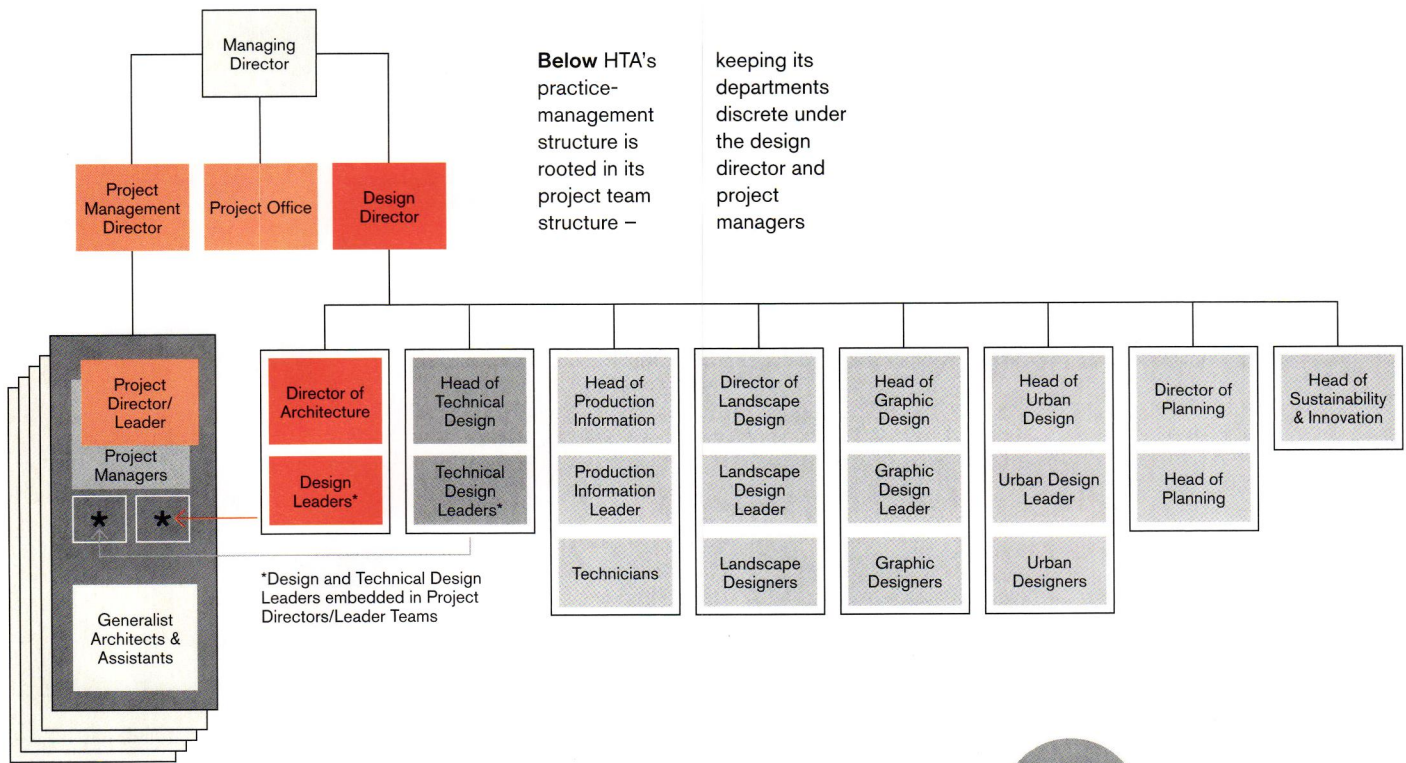 Managing
Director
Below HTA's
practice-
management
structure is
rooted in its
project team
structure –
keeping its
departments
discrete under
the design
director and
project
managers
Project
Management
Director
Project Office
Design
Director
Project
Director/
Leader
Project
Managers
*
*
Generalist
Architects &
Assistants
Director of
Architecture
Design
Leaders*
Head of
Technical
Design
Technical
Design
Leaders*
*Design and Technical Design
Leaders embedded in Project
Directors/Leader Teams
Head of
Production
Information
Production
Information
Leader
Technicians
Director of
Landscape
Design
Landscape
Design
Leader
Landscape
Designers
Head of
Graphic
Design
Graphic
Design
Leader
Graphic
Designers
Head of
Urban
Design
Urban Design
Leader
Urban
Designers
Director of
Planning
Head of
Planning
Head of
Sustainability
& Innovation